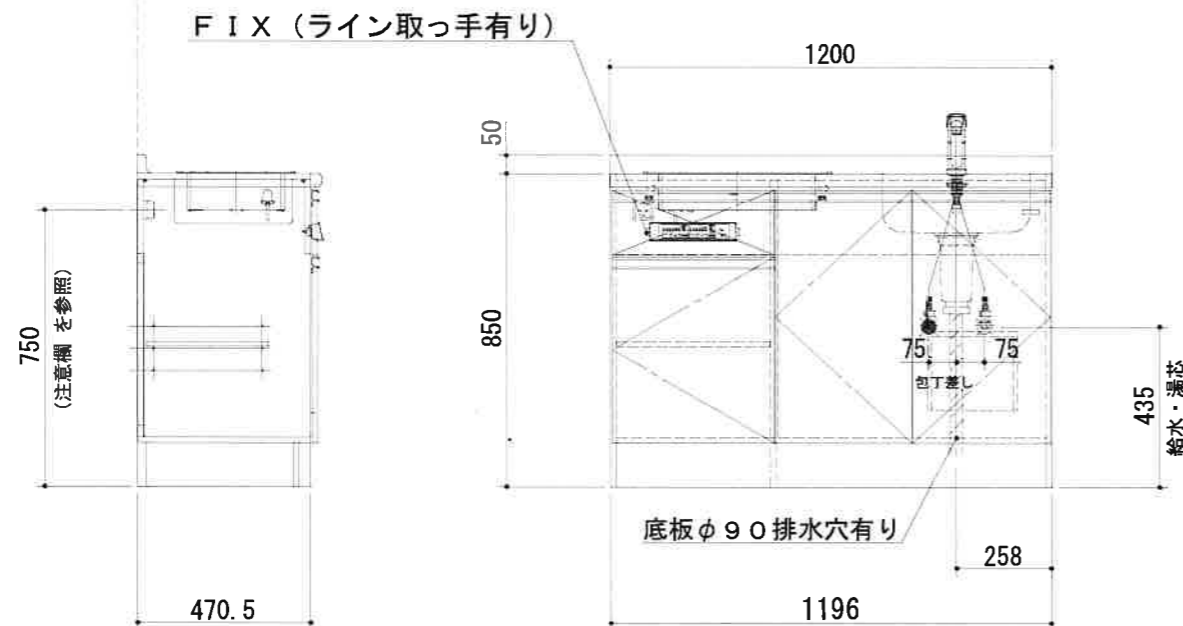 FIX（ライン取っ手有り）
1200
50
850
750
（注意欄 を参照）
75
75
包丁差し
435
給水・湯芯
底板φ90排水穴有り
258
470.5
1196